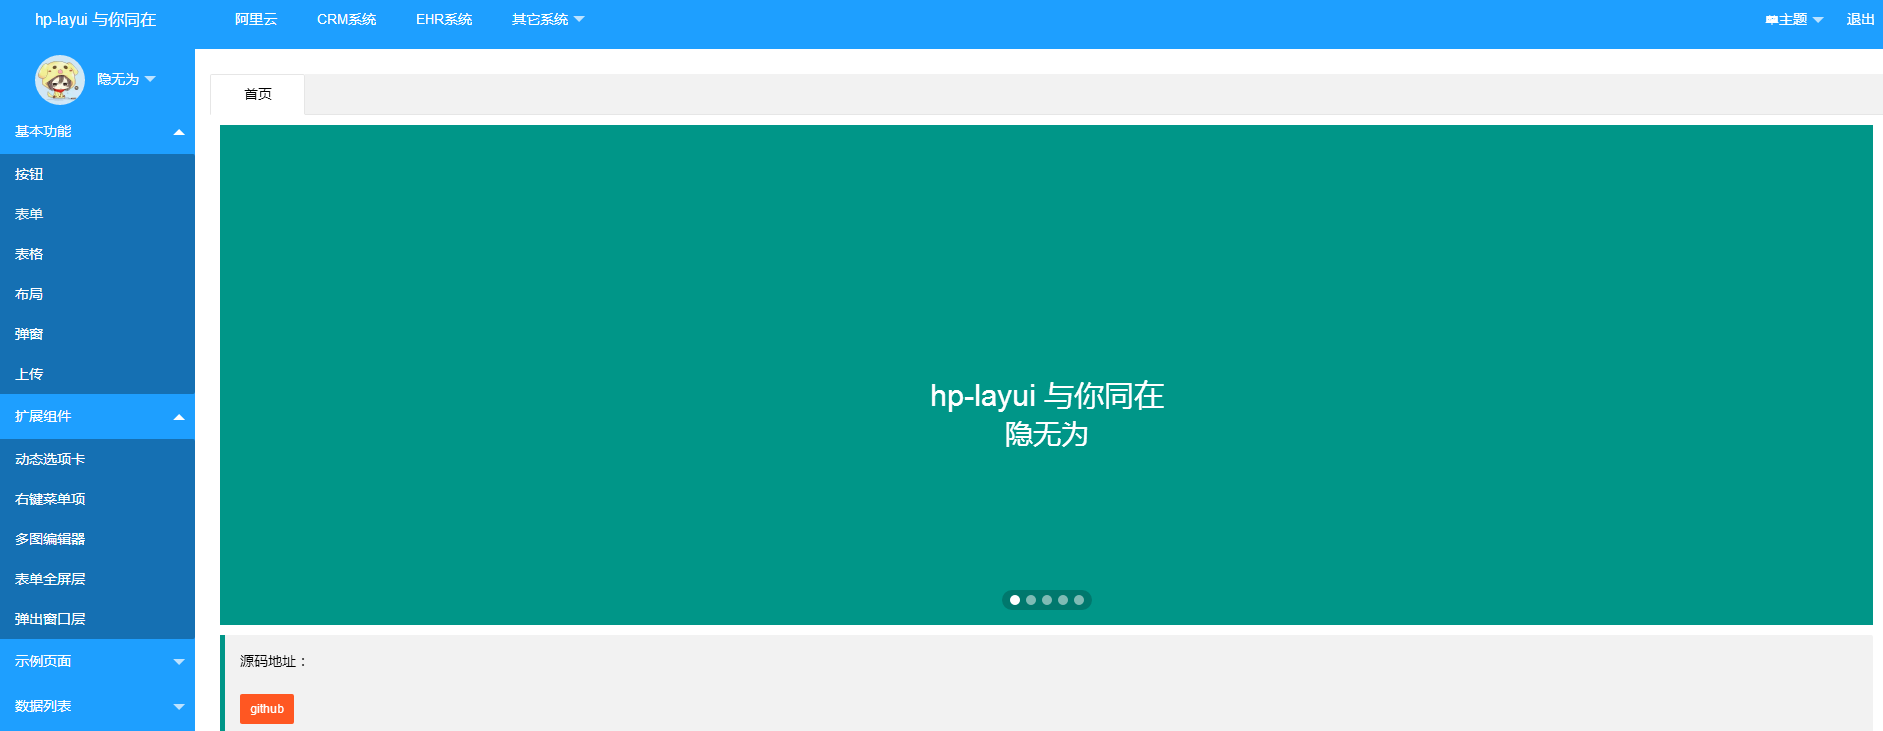 hp-layui 与你同在
阿里云
CRM系统
EHR系统
其它系统
主题
退出
隐无为
基本功能
按钮
表单
表格
布局
弹窗
上传
扩展组件
动态选项卡
右键菜单项
多图编辑器
表单全屏层
弹出窗口层
示例页面
数据列表
首页
hp-layui 与你同在
隐无为
源码地址：
github